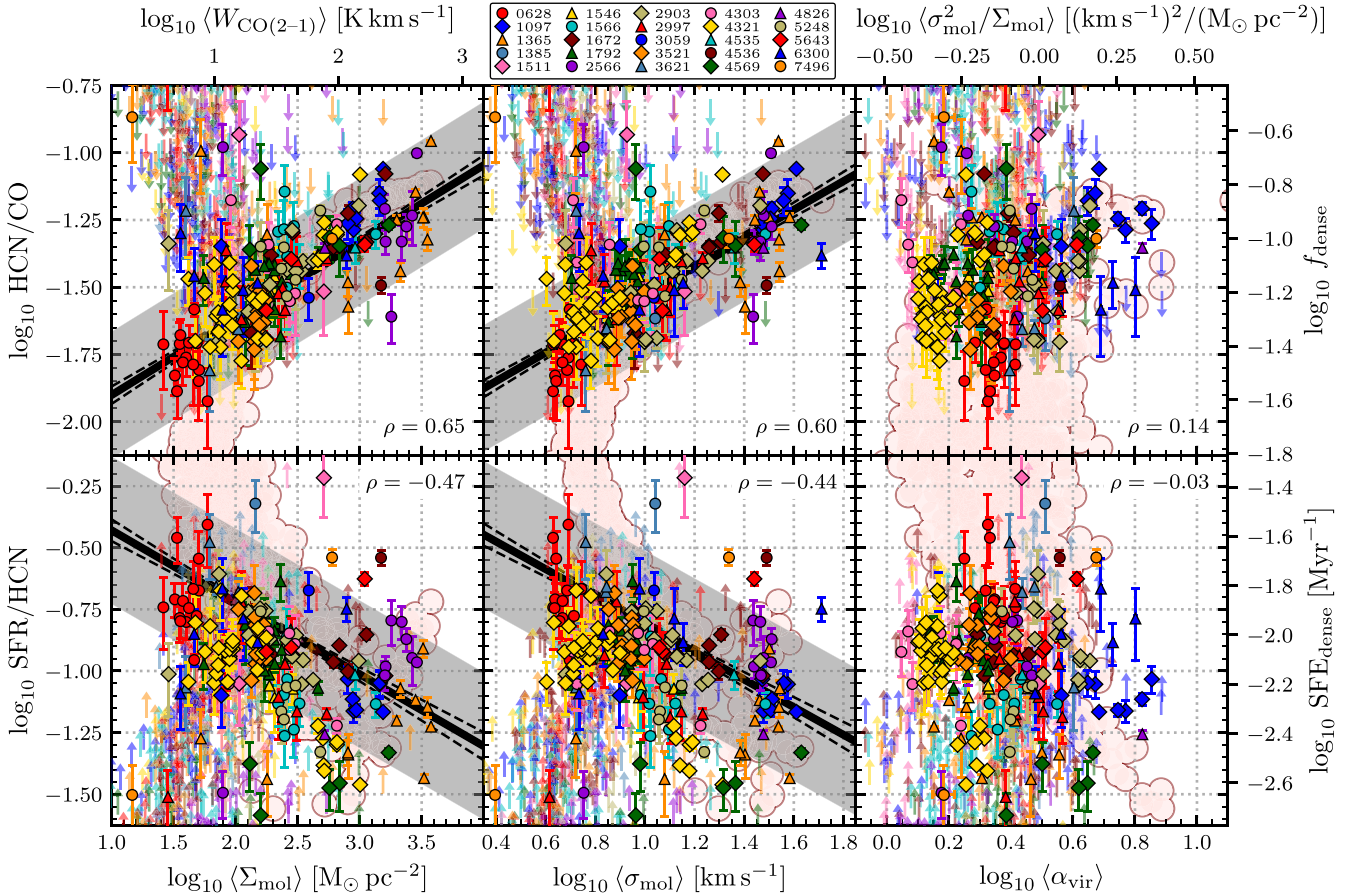 log₁₀ ⟨W_CO(2−1)⟩ [K km s⁻¹]
1 2 3
0628 1546 2903 4303 4826
1097 1566 2997 4321 5248
1365 1672 3059 4535 5643
1385 1792 3521 4536 6300
1511 2566 3621 4569 7496
log₁₀ ⟨σ²_mol/Σ_mol⟩ [(km s⁻¹)²/(M⊙ pc⁻²)]
−0.50 −0.25 0.00 0.25 0.50
log₁₀ HCN/CO
−0.75
−1.00
−1.25
−1.50
−1.75
−2.00
ρ = 0.65
ρ = 0.60
ρ = 0.14
−0.6
−0.8
−1.0
−1.2
−1.4
−1.6
−1.8
log₁₀ f_dense
log₁₀ SFR/HCN
−0.25
−0.50
−0.75
−1.00
−1.25
−1.50
ρ = −0.47
ρ = −0.44
ρ = −0.03
−1.4
−1.6
−1.8
−2.0
−2.2
−2.4
−2.6
log₁₀ SFE_dense [Myr⁻¹]
1.0 1.5 2.0 2.5 3.0 3.5
log₁₀ ⟨Σ_mol⟩ [M⊙ pc⁻²]
0.4 0.6 0.8 1.0 1.2 1.4 1.6 1.8
log₁₀ ⟨σ_mol⟩ [km s⁻¹]
0.0 0.2 0.4 0.6 0.8 1.0
log₁₀ ⟨α_vir⟩